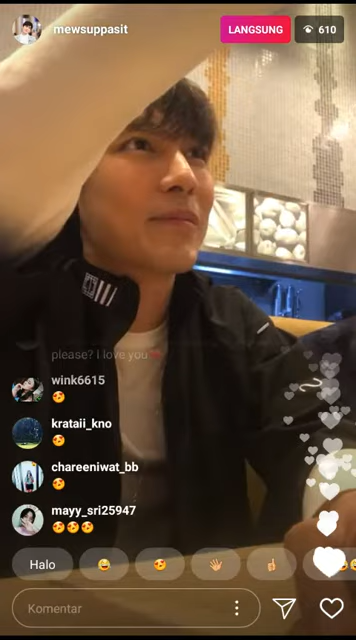 mewsuppasit
LANGSUNG
610
please? I love you
wink6615
krataii_kno
chareeniwat_bb
mayy_sri25947
Halo
Komentar